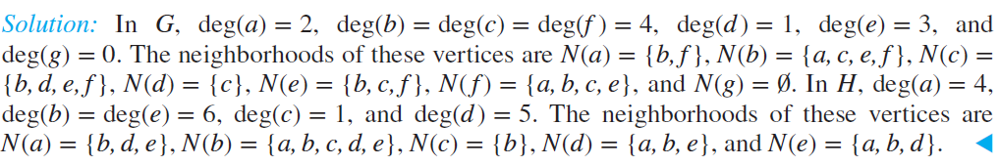 Solution: In G, deg(a) = 2, deg(b) = deg(c) = deg(f) = 4, deg(d) = 1, deg(e) = 3, and
deg(g) = 0. The neighborhoods of these vertices are N(a) = {b, f}, N(b) = {a, c, e, f}, N(c) =
{b, d, e, f}, N(d) = {c}, N(e) = {b, c, f}, N(f) = {a, b, c, e}, and N(g) = ∅. In H, deg(a) = 4,
deg(b) = deg(e) = 6, deg(c) = 1, and deg(d) = 5. The neighborhoods of these vertices are
N(a) = {b, d, e}, N(b) = {a, b, c, d, e}, N(c) = {b}, N(d) = {a, b, e}, and N(e) = {a, b, d}.